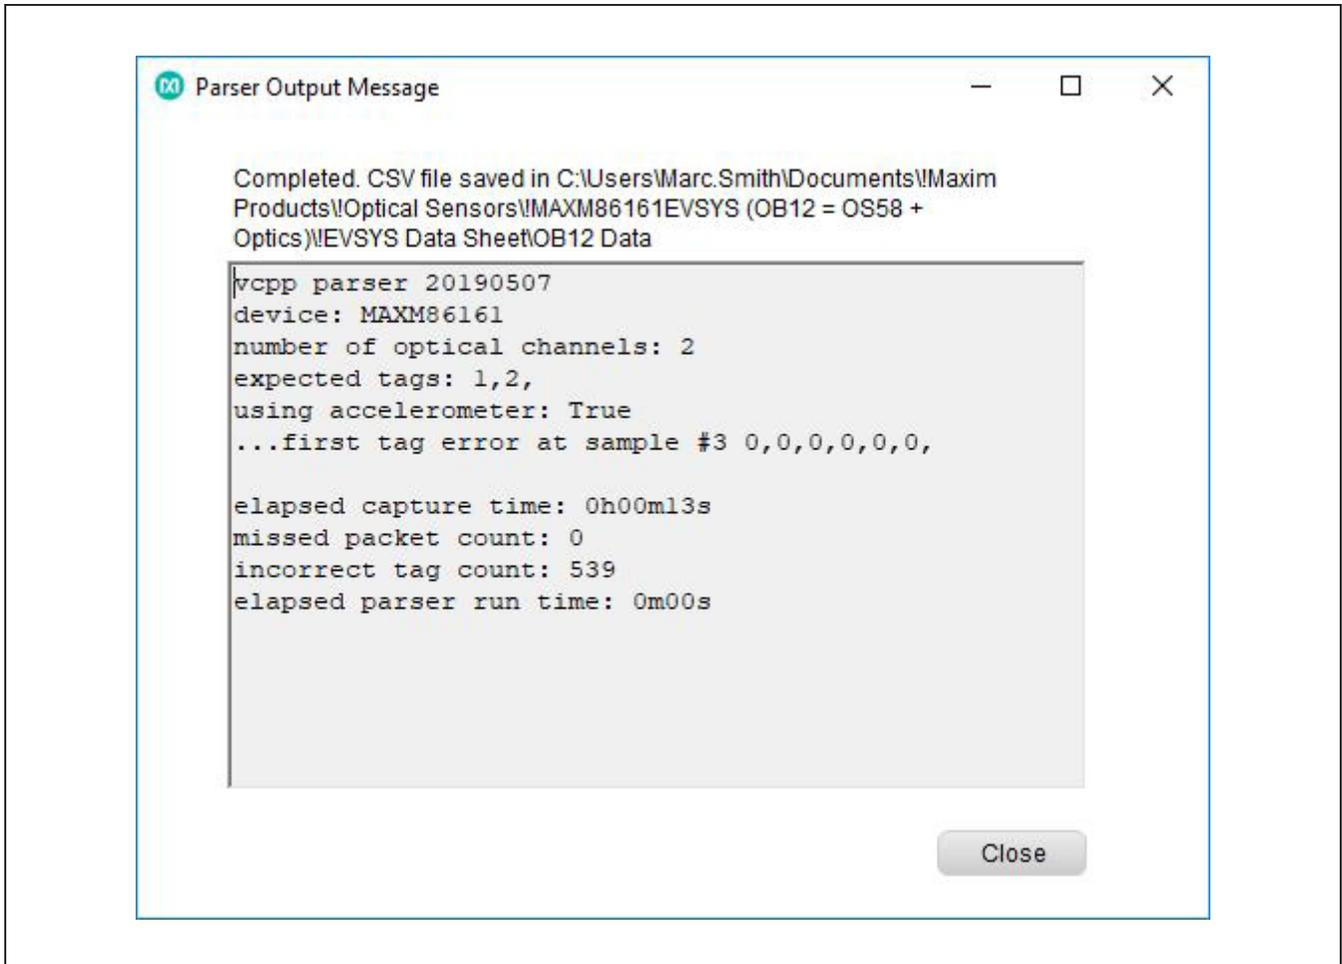 Parser Output Message
Completed. CSV file saved in C:\Users\Marc.Smith\Documents\!Maxim
Products\!Optical Sensors\!MAXM86161EVSYS (OB12 = OS58 +
Optics)\!EVSYS Data Sheet\OB12 Data
vcpp parser 20190507
device: MAXM86161
number of optical channels: 2
expected tags: 1,2,
using accelerometer: True
...first tag error at sample #3 0,0,0,0,0,0,
elapsed capture time: 0h00m13s
missed packet count: 0
incorrect tag count: 539
elapsed parser run time: 0m00s
Close